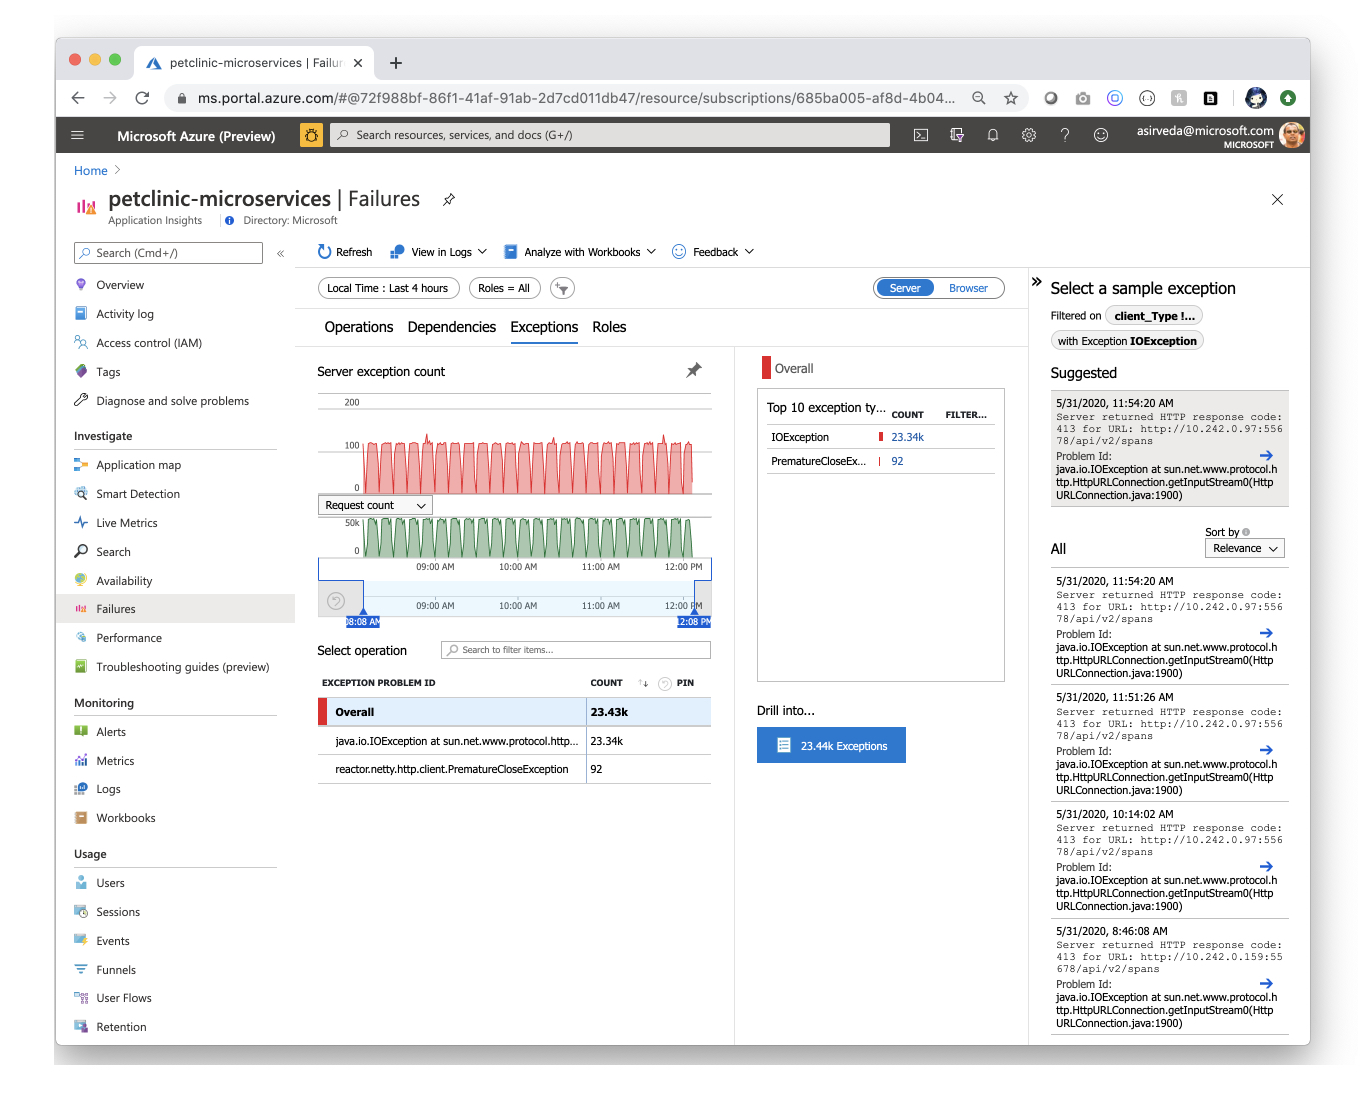 petclinic-microservices | Failur
ms.portal.azure.com/#@72f988bf-86f1-41af-91ab-2d7cd011db47/resource/subscriptions/685ba005-af8d-4b04...
Microsoft Azure (Preview)
Search resources, services, and docs (G+/)
asirveda@microsoft.com
MICROSOFT
Home >
petclinic-microservices | Failures
Application Insights
Directory: Microsoft
Search (Cmd+/)
«
Overview
Activity log
Access control (IAM)
Tags
Diagnose and solve problems
Investigate
Application map
Smart Detection
Live Metrics
Search
Availability
Failures
Performance
Troubleshooting guides (preview)
Monitoring
Alerts
Metrics
Logs
Workbooks
Usage
Users
Sessions
Events
Funnels
User Flows
Retention
Refresh
View in Logs
Analyze with Workbooks
Feedback
Local Time : Last 4 hours
Roles = All
Server
Browser
Operations
Dependencies
Exceptions
Roles
Server exception count
200
100
0
Request count
50k
0
09:00 AM
10:00 AM
11:00 AM
12:00 PM
09:00 AM
10:00 AM
11:00 AM
12:00 PM
08:08 AM
12:08 PM
Select operation
Search to filter items...
EXCEPTION PROBLEM ID
COUNT
PIN
Overall
23.43k
java.io.IOException at sun.net.www.protocol.http...
23.34k
reactor.netty.http.client.PrematureCloseException
92
Overall
Top 10 exception ty...
COUNT
FILTER...
IOException
23.34k
PrematureCloseEx...
92
Drill into...
23.44k Exceptions
»
Select a sample exception
Filtered on
client_Type !...
with Exception IOException
Suggested
5/31/2020, 11:54:20 AM
Server returned HTTP response code:
413 for URL: http://10.242.0.97:556
78/api/v2/spans
Problem Id:
java.io.IOException at sun.net.www.protocol.h
ttp.HttpURLConnection.getInputStream0(Http
URLConnection.java:1900)
Sort by
All
Relevance
5/31/2020, 11:54:20 AM
Server returned HTTP response code:
413 for URL: http://10.242.0.97:556
78/api/v2/spans
Problem Id:
java.io.IOException at sun.net.www.protocol.h
ttp.HttpURLConnection.getInputStream0(Http
URLConnection.java:1900)
5/31/2020, 11:51:26 AM
Server returned HTTP response code:
413 for URL: http://10.242.0.97:556
78/api/v2/spans
Problem Id:
java.io.IOException at sun.net.www.protocol.h
ttp.HttpURLConnection.getInputStream0(Http
URLConnection.java:1900)
5/31/2020, 10:14:02 AM
Server returned HTTP response code:
413 for URL: http://10.242.0.97:556
78/api/v2/spans
Problem Id:
java.io.IOException at sun.net.www.protocol.h
ttp.HttpURLConnection.getInputStream0(Http
URLConnection.java:1900)
5/31/2020, 8:46:08 AM
Server returned HTTP response code:
413 for URL: http://10.242.0.159:55
678/api/v2/spans
Problem Id:
java.io.IOException at sun.net.www.protocol.h
ttp.HttpURLConnection.getInputStream0(Http
URLConnection.java:1900)